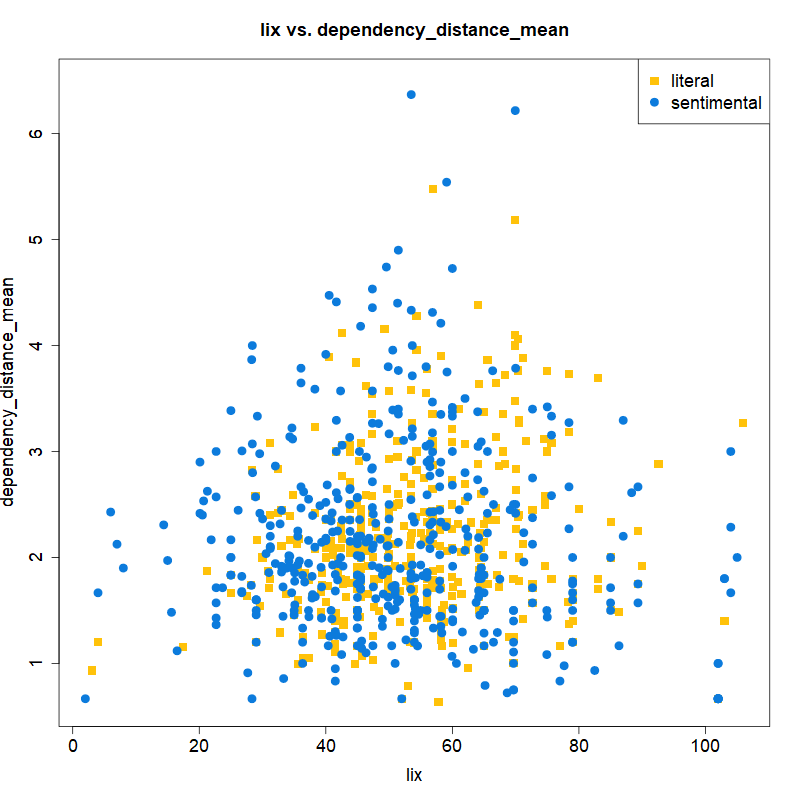 lix vs. dependency_distance_mean
literal
sentimental
dependency_distance_mean
6
5
4
3
2
1
0 20 40 60 80 100
lix